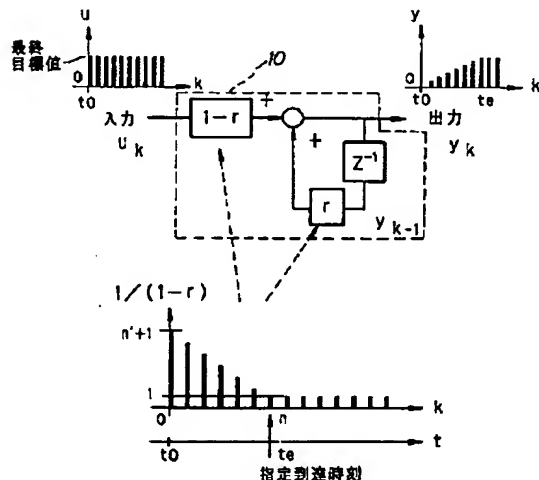 u
最終
目標値
0
t0
k
10
y
0
t0
te
k
入力
u k
1−r
+
+
出力
y k
Z⁻¹
r
y k-1
1/(1−r)
n'+1
1
0
n
k
t0
te
t
指定到達時刻